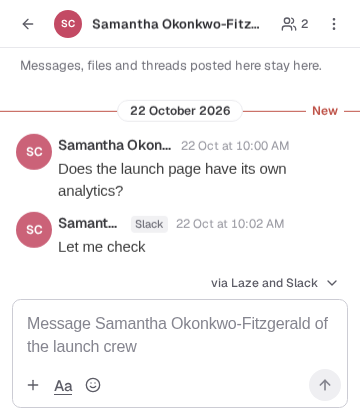 SC Samantha Okonkwo-Fitz... 2
Messages, files and threads posted here stay here.
22 October 2026 New
SC Samantha Okon... 22 Oct at 10:00 AM
Does the launch page have its own
analytics?
SC Samant... Slack 22 Oct at 10:02 AM
Let me check
via Laze and Slack
Message Samantha Okonkwo-Fitzgerald of
the launch crew
Aa